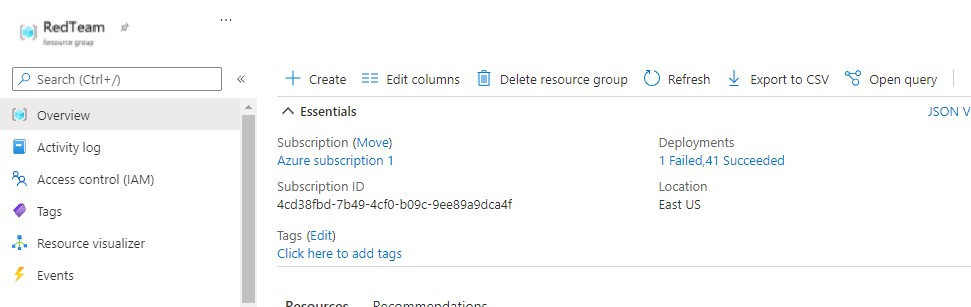 RedTeam
Resource group
...
Search (Ctrl+/)
«
Overview
Activity log
Access control (IAM)
Tags
Resource visualizer
Events
Create Edit columns Delete resource group Refresh Export to CSV Open query
Essentials
JSON V
Subscription (Move)
Azure subscription 1
Subscription ID
4cd38fbd-7b49-4cf0-b09c-9ee89a9dca4f
Deployments
1 Failed,41 Succeeded
Location
East US
Tags (Edit)
Click here to add tags
Resources Recommendations